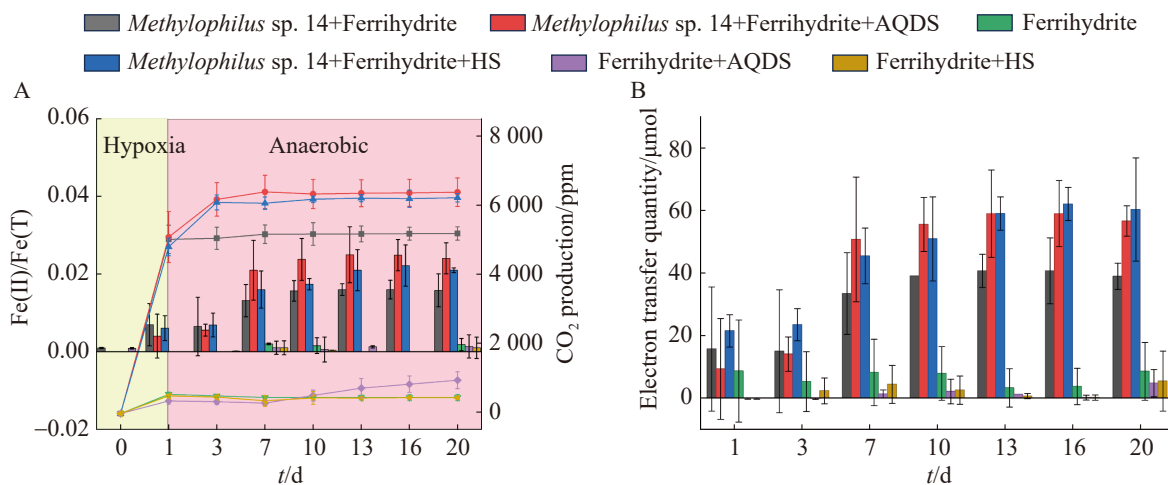 Methylophilus sp. 14+Ferrihydrite Methylophilus sp. 14+Ferrihydrite+AQDS Ferrihydrite
Methylophilus sp. 14+Ferrihydrite+HS Ferrihydrite+AQDS Ferrihydrite+HS
A
Fe(II)/Fe(T)
0.06
0.04
0.02
0.00
–0.02
Hypoxia Anaerobic
8 000
6 000
4 000
2 000
0
CO₂ production/ppm
0 1 3 7 10 13 16 20
t/d
B
Electron transfer quantity/μmol
80
60
40
20
0
1 3 7 10 13 16 20
t/d